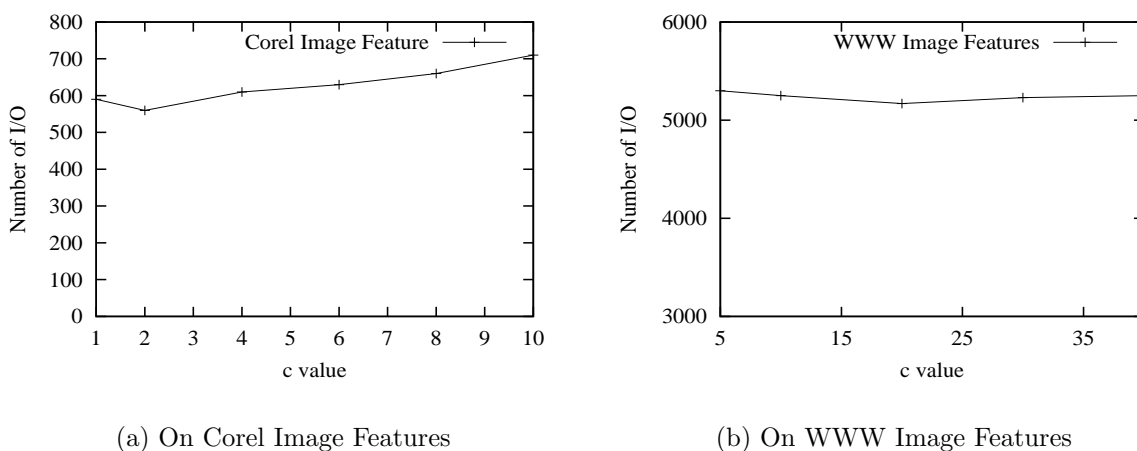 800
700
600
500
400
300
200
100
0
Number of I/O
Corel Image Feature
1 2 3 4 5 6 7 8 9 10
c value
(a) On Corel Image Features
6000
5000
4000
3000
Number of I/O
WWW Image Features
5 15 25 35
c value
(b) On WWW Image Features